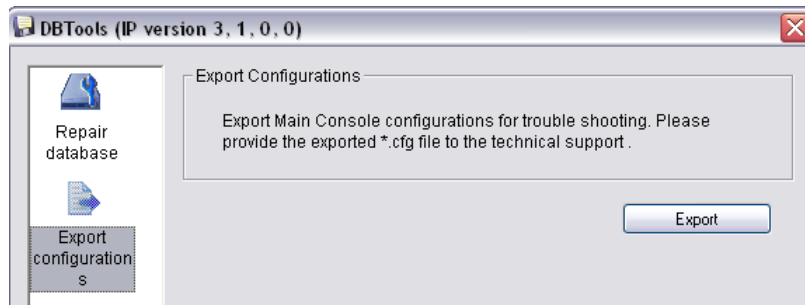 DBTools (IP version 3, 1, 0, 0)
Repair
database
Export
configuration
s
Export Configurations
Export Main Console configurations for trouble shooting. Please
provide the exported *.cfg file to the technical support .
Export